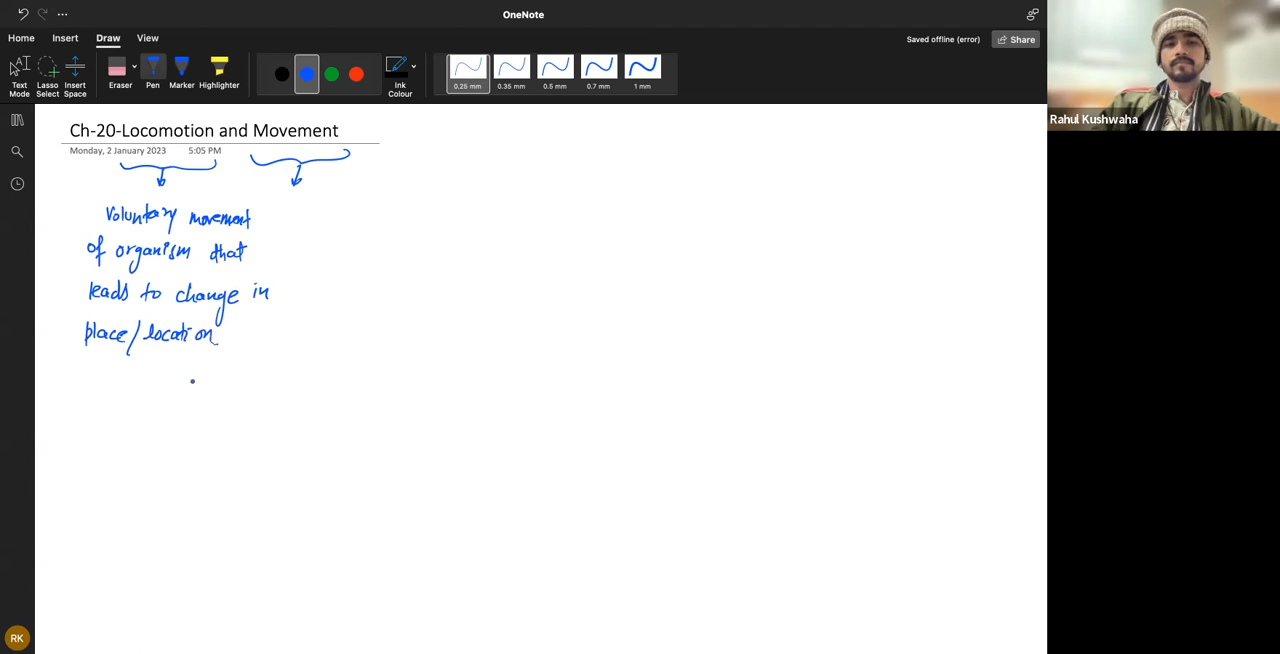 OneNote
Home Insert Draw View
Saved offline (error) Share
Text Mode Lasso Select Insert Space Eraser Pen Marker Highlighter Ink Colour 0.25 mm 0.35 mm 0.5 mm 0.7 mm 1 mm
Rahul Kushwaha
Ch-20-Locomotion and Movement
Monday, 2 January 2023 5:05 PM
Voluntary movement
of organism that
leads to change in
place/location
RK